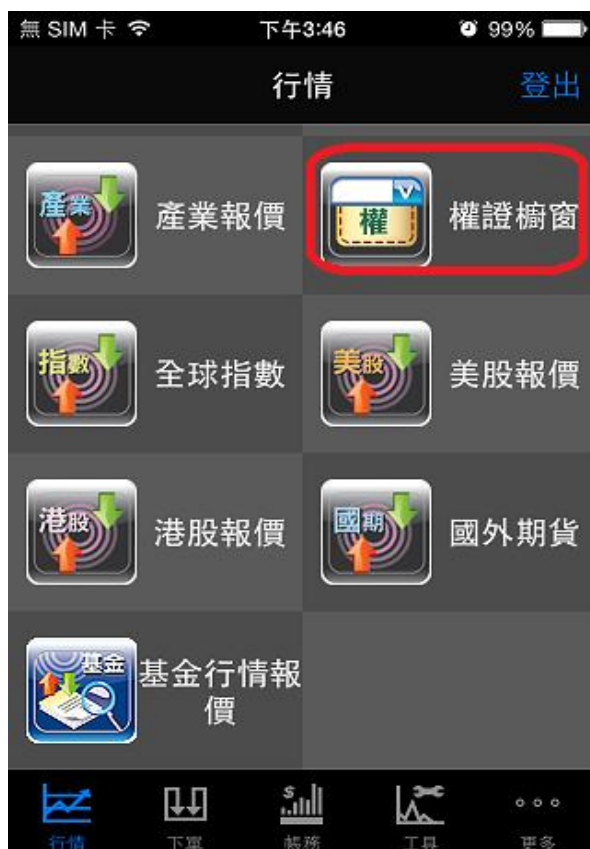 無 SIM 卡 下午3:46 99%
行情 登出
產業 產業報價 權 權證櫥窗
指數 全球指數 美股 美股報價
港股 港股報價 國期 國外期貨
基金 基金行情報
價
$
行情 下單 帳務 工具 更多